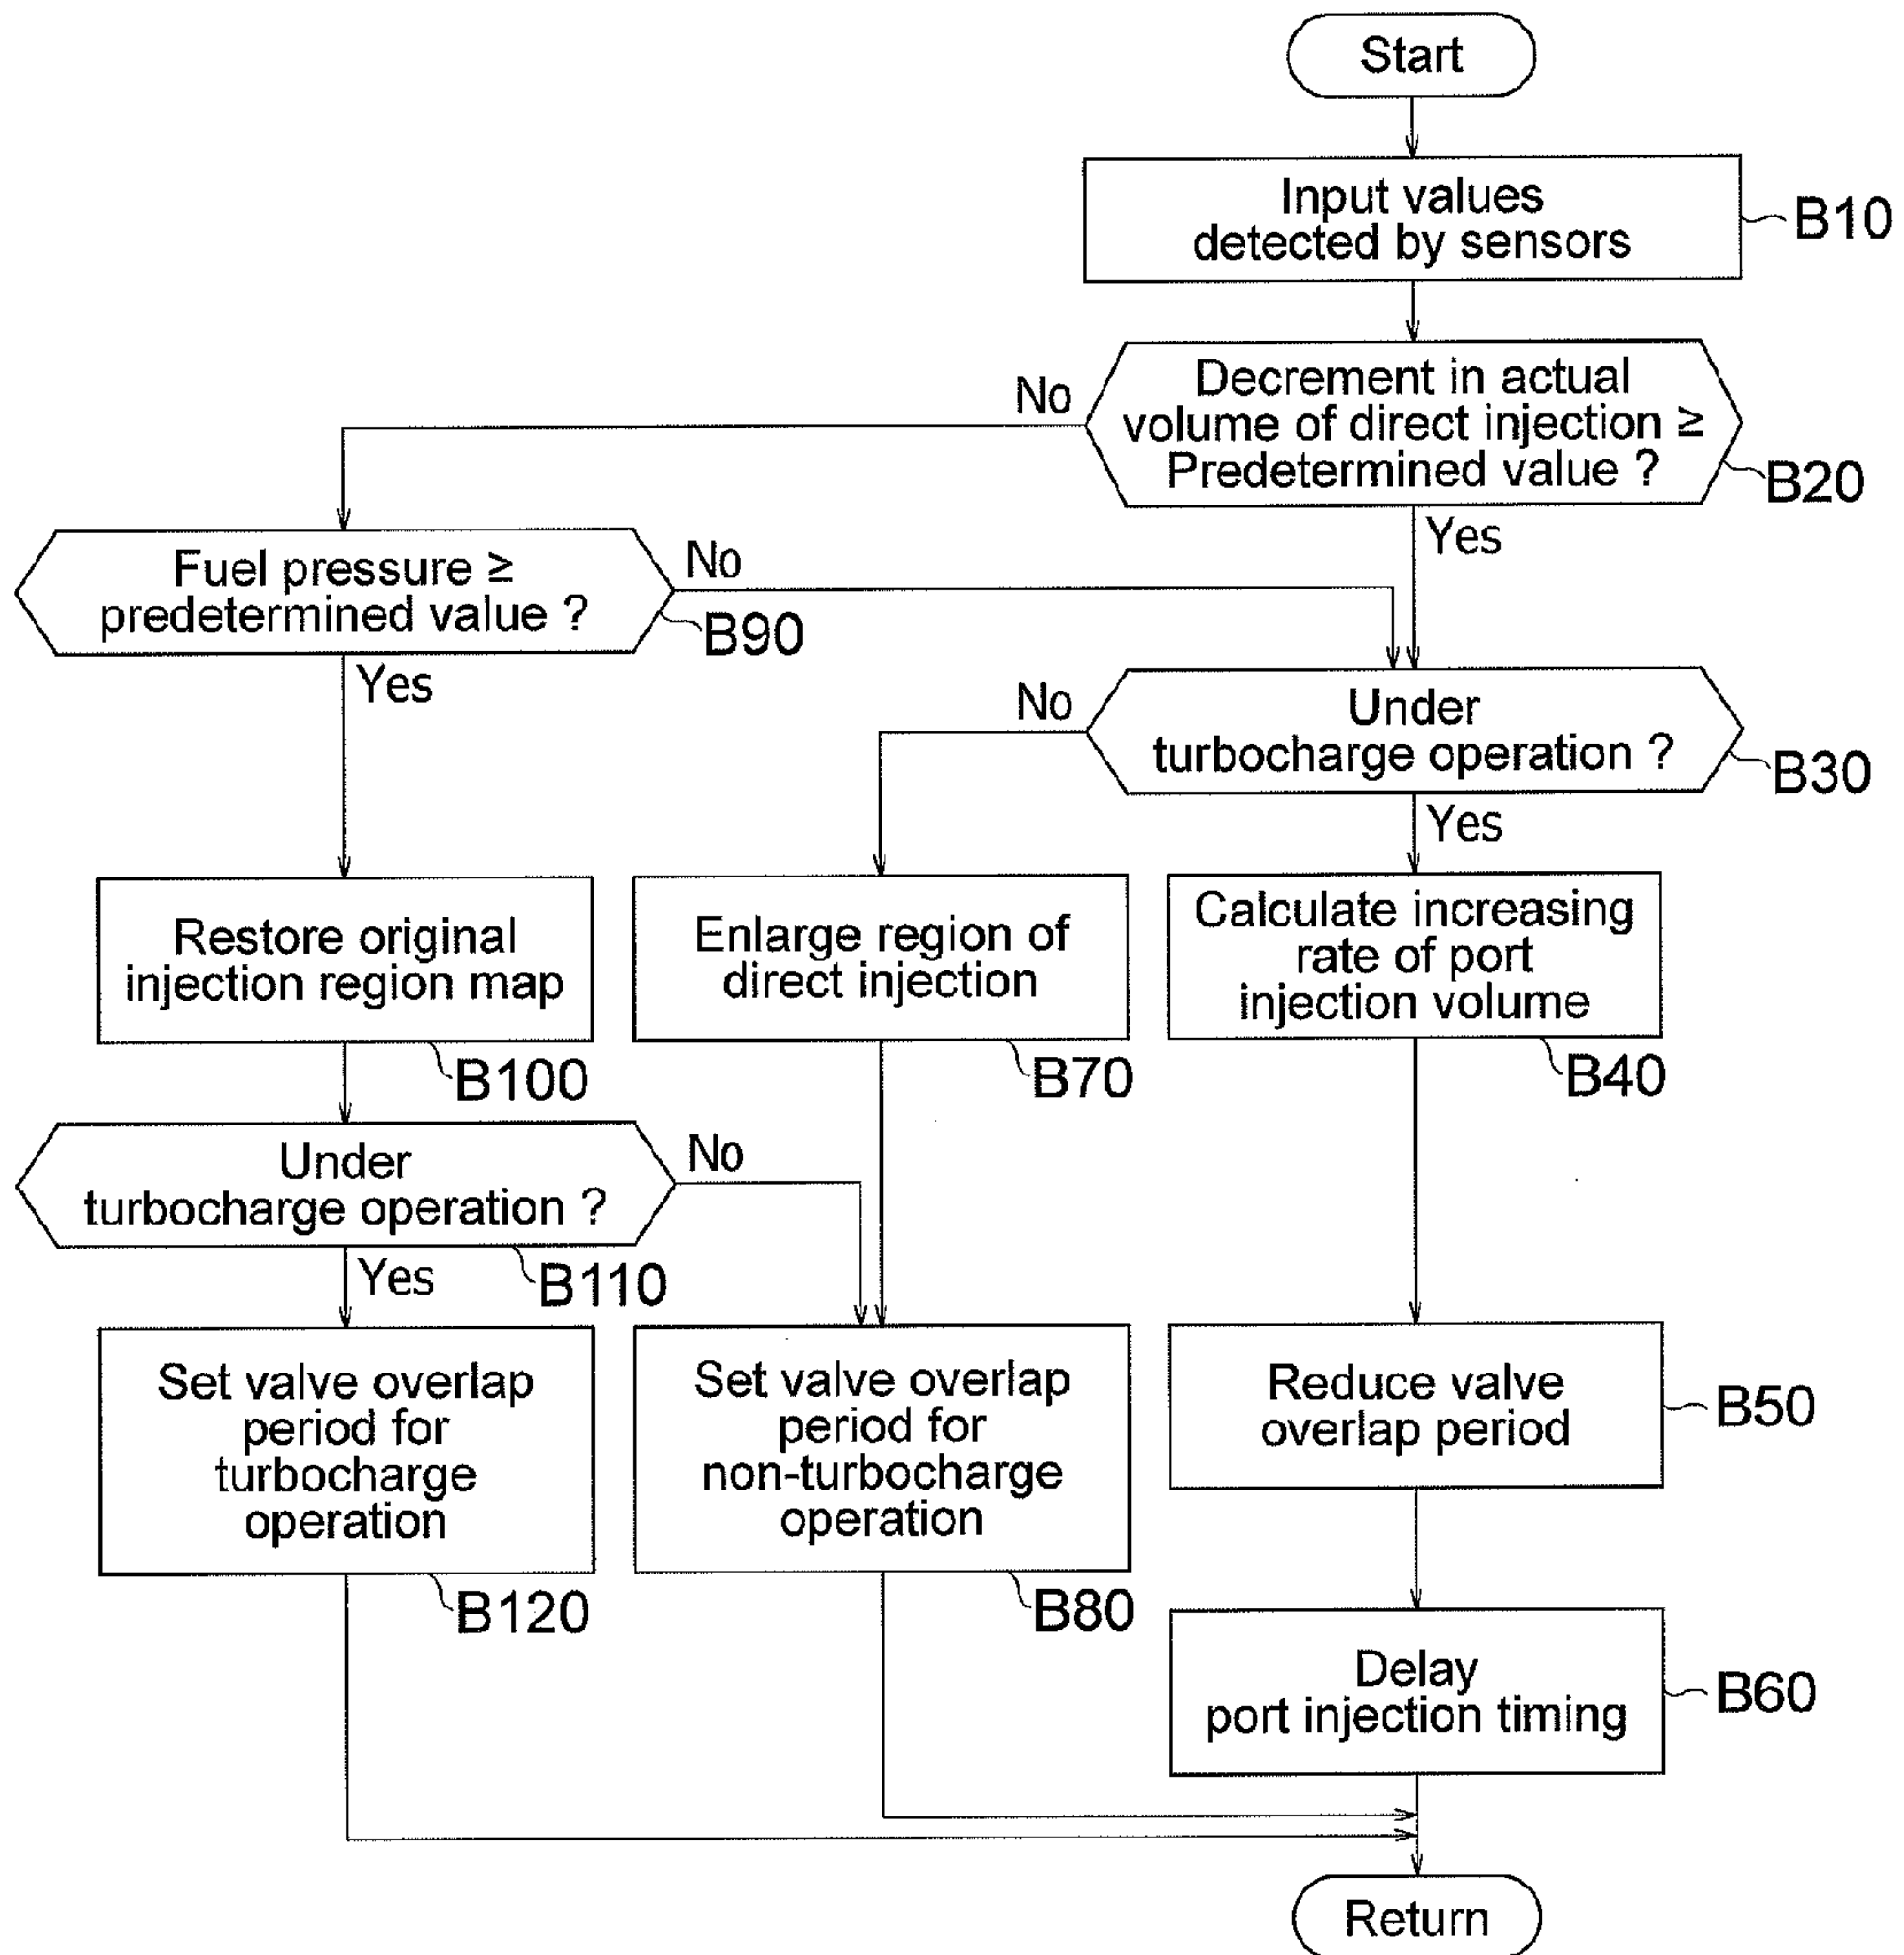 Start
Input values
detected by sensors
B10
Decrement in actual
volume of direct injection ≥
Predetermined value ?
B20
No
Yes
Fuel pressure ≥
predetermined value ?
B90
No
Yes
Under
turbocharge operation ?
B30
No
Yes
Restore original
injection region map
B100
Enlarge region of
direct injection
B70
Calculate increasing
rate of port
injection volume
B40
Under
turbocharge operation ?
B110
No
Yes
Set valve overlap
period for
turbocharge
operation
B120
Set valve overlap
period for
non-turbocharge
operation
B80
Reduce valve
overlap period
B50
Delay
port injection timing
B60
Return